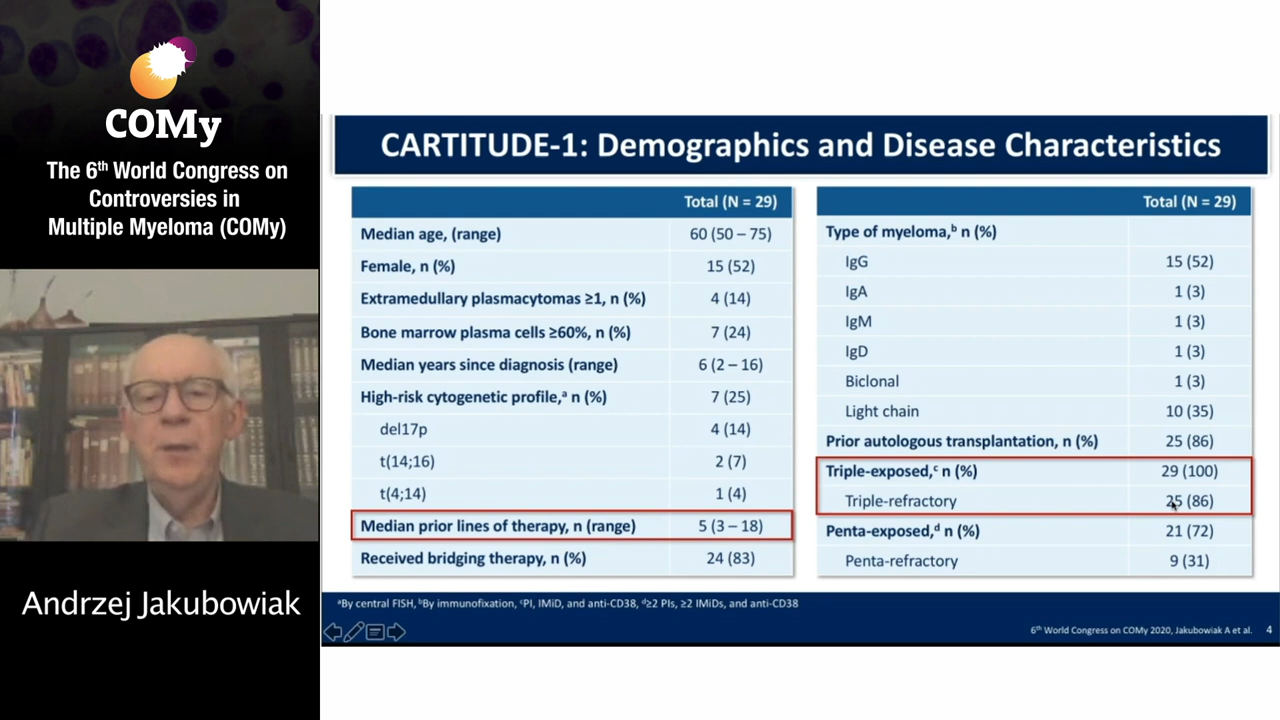 COMy
The 6th World Congress on
Controversies in
Multiple Myeloma (COMy)
Andrzej Jakubowiak
CARTITUDE-1: Demographics and Disease Characteristics
Total (N = 29)
Median age, (range) 60 (50 – 75)
Female, n (%) 15 (52)
Extramedullary plasmacytomas ≥1, n (%) 4 (14)
Bone marrow plasma cells ≥60%, n (%) 7 (24)
Median years since diagnosis (range) 6 (2 – 16)
High-risk cytogenetic profile,a n (%) 7 (25)
del17p 4 (14)
t(14;16) 2 (7)
t(4;14) 1 (4)
Median prior lines of therapy, n (range) 5 (3 – 18)
Received bridging therapy, n (%) 24 (83)
Total (N = 29)
Type of myeloma,b n (%)
IgG 15 (52)
IgA 1 (3)
IgM 1 (3)
IgD 1 (3)
Biclonal 1 (3)
Light chain 10 (35)
Prior autologous transplantation, n (%) 25 (86)
Triple-exposed,c n (%) 29 (100)
Triple-refractory 25 (86)
Penta-exposed,d n (%) 21 (72)
Penta-refractory 9 (31)
aBy central FISH, bBy immunofixation, cPI, IMiD, and anti-CD38, d≥2 PIs, ≥2 IMiDs, and anti-CD38
6th World Congress on COMy 2020, Jakubowiak A et al. 4